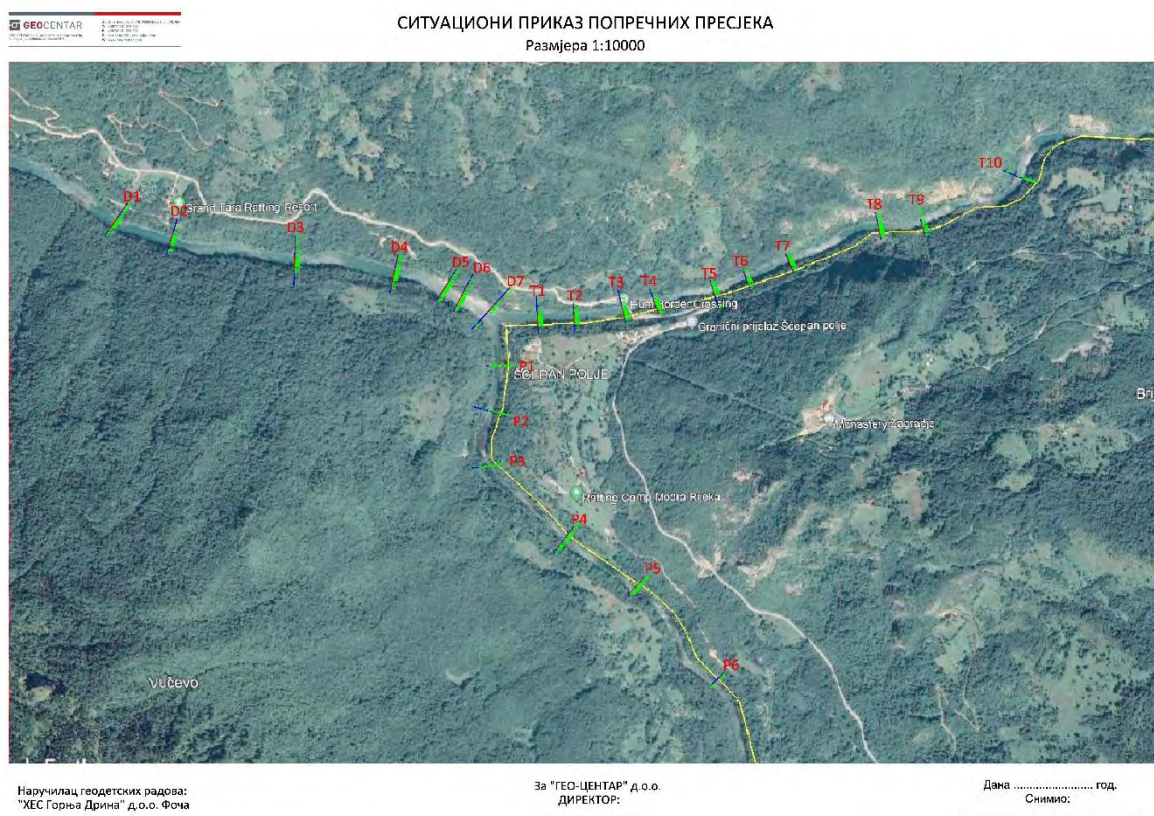 GEOCENTAR
СИТУАЦИОНИ ПРИКАЗ ПОПРЕЧНИХ ПРЕСЈЕКА
Размјера 1:10000
T10
D1
Grand Tara Rafting Resort
D2
D3
D4
D5
D6
D7
T1
T2
T3
T4
T5
T6
T7
T8
T9
Hum Border Crossing
Granični prijelaz Šćepan polje
P1
ŠĆEPAN POLJE
P2
P3
Monastery Zagradje
Bri
Rafting Camp Modra Rijeka
P4
P5
P6
Vučevo
Наручилац геодетских радова:
"ХЕС Горња Дрина" д.о.о. Фоча
За "ГЕО-ЦЕНТАР" д.о.о.
ДИРЕКТОР:
Дана ........................ год.
Снимио: